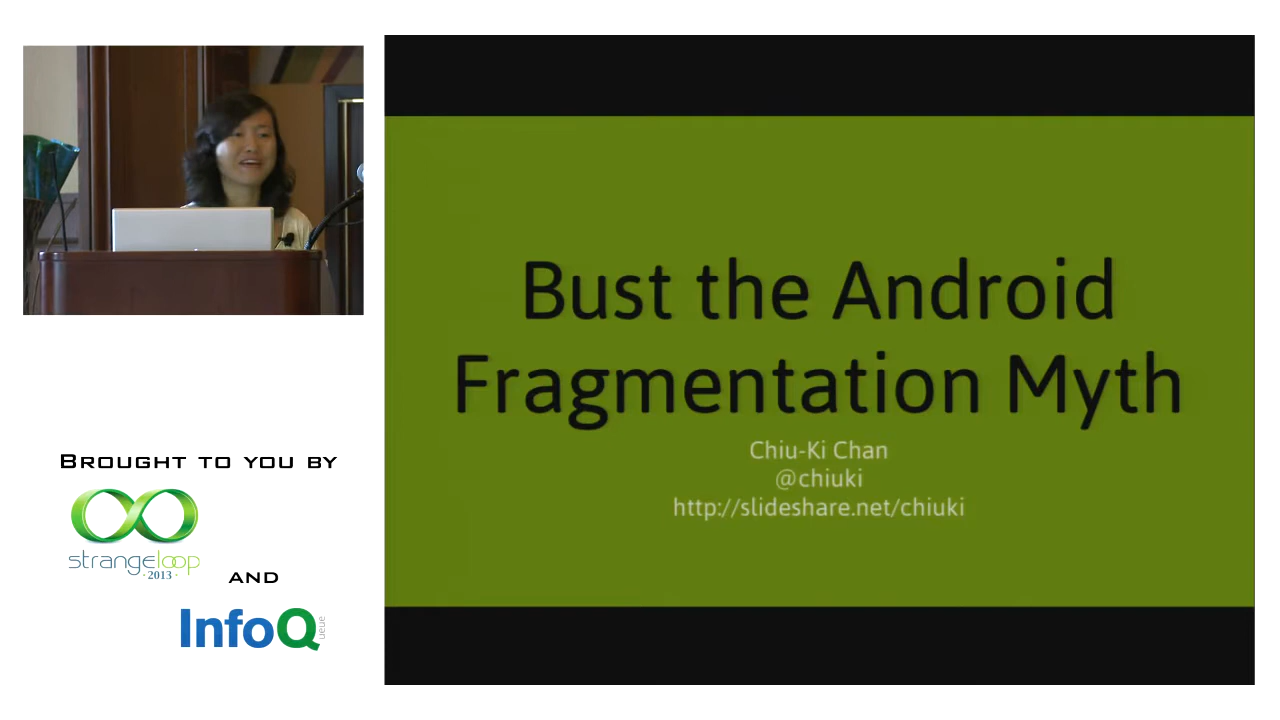 Bust the Android
Fragmentation Myth
Chiu-Ki Chan
@chiuki
http://slideshare.net/chiuki
BROUGHT TO YOU BY
strangeloop
·2013·
AND
InfoQ
ueue